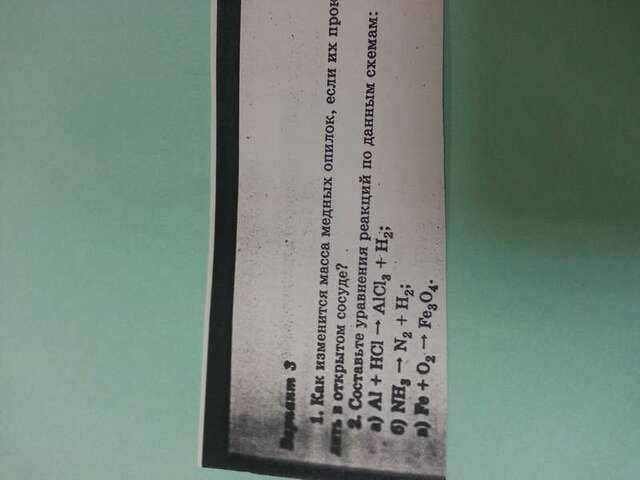 Вариант 3
1. Как изменится масса медных опилок, если их прок
лить в открытом сосуде?
2. Составьте уравнения реакций по данным схемам:
а) Al + HCl → AlCl₃ + H₂;
б) NH₃ → N₂ + H₂;
в) Fe + O₂ → Fe₃O₄.